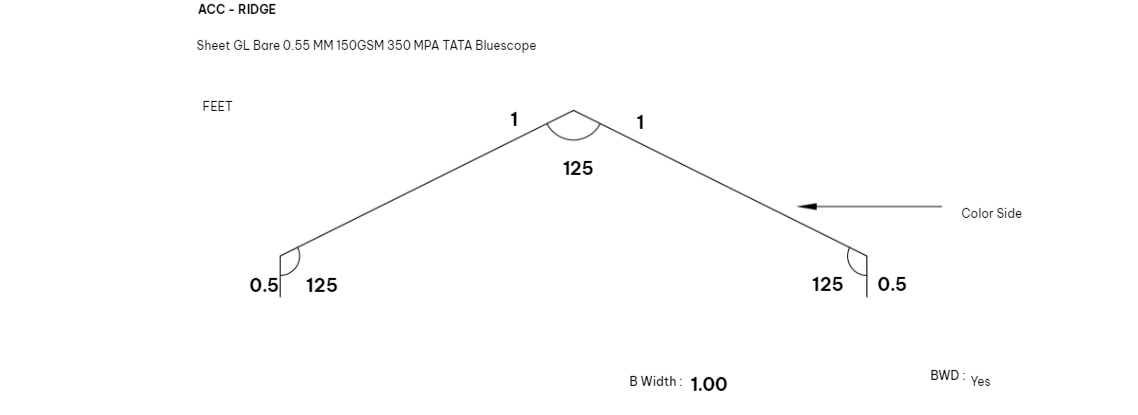 ACC - RIDGE
Sheet GL Bare 0.55 MM 150GSM 350 MPA TATA Bluescope
FEET
1
1
125
Color Side
0.5
125
125
0.5
B Width : 1.00
BWD : Yes